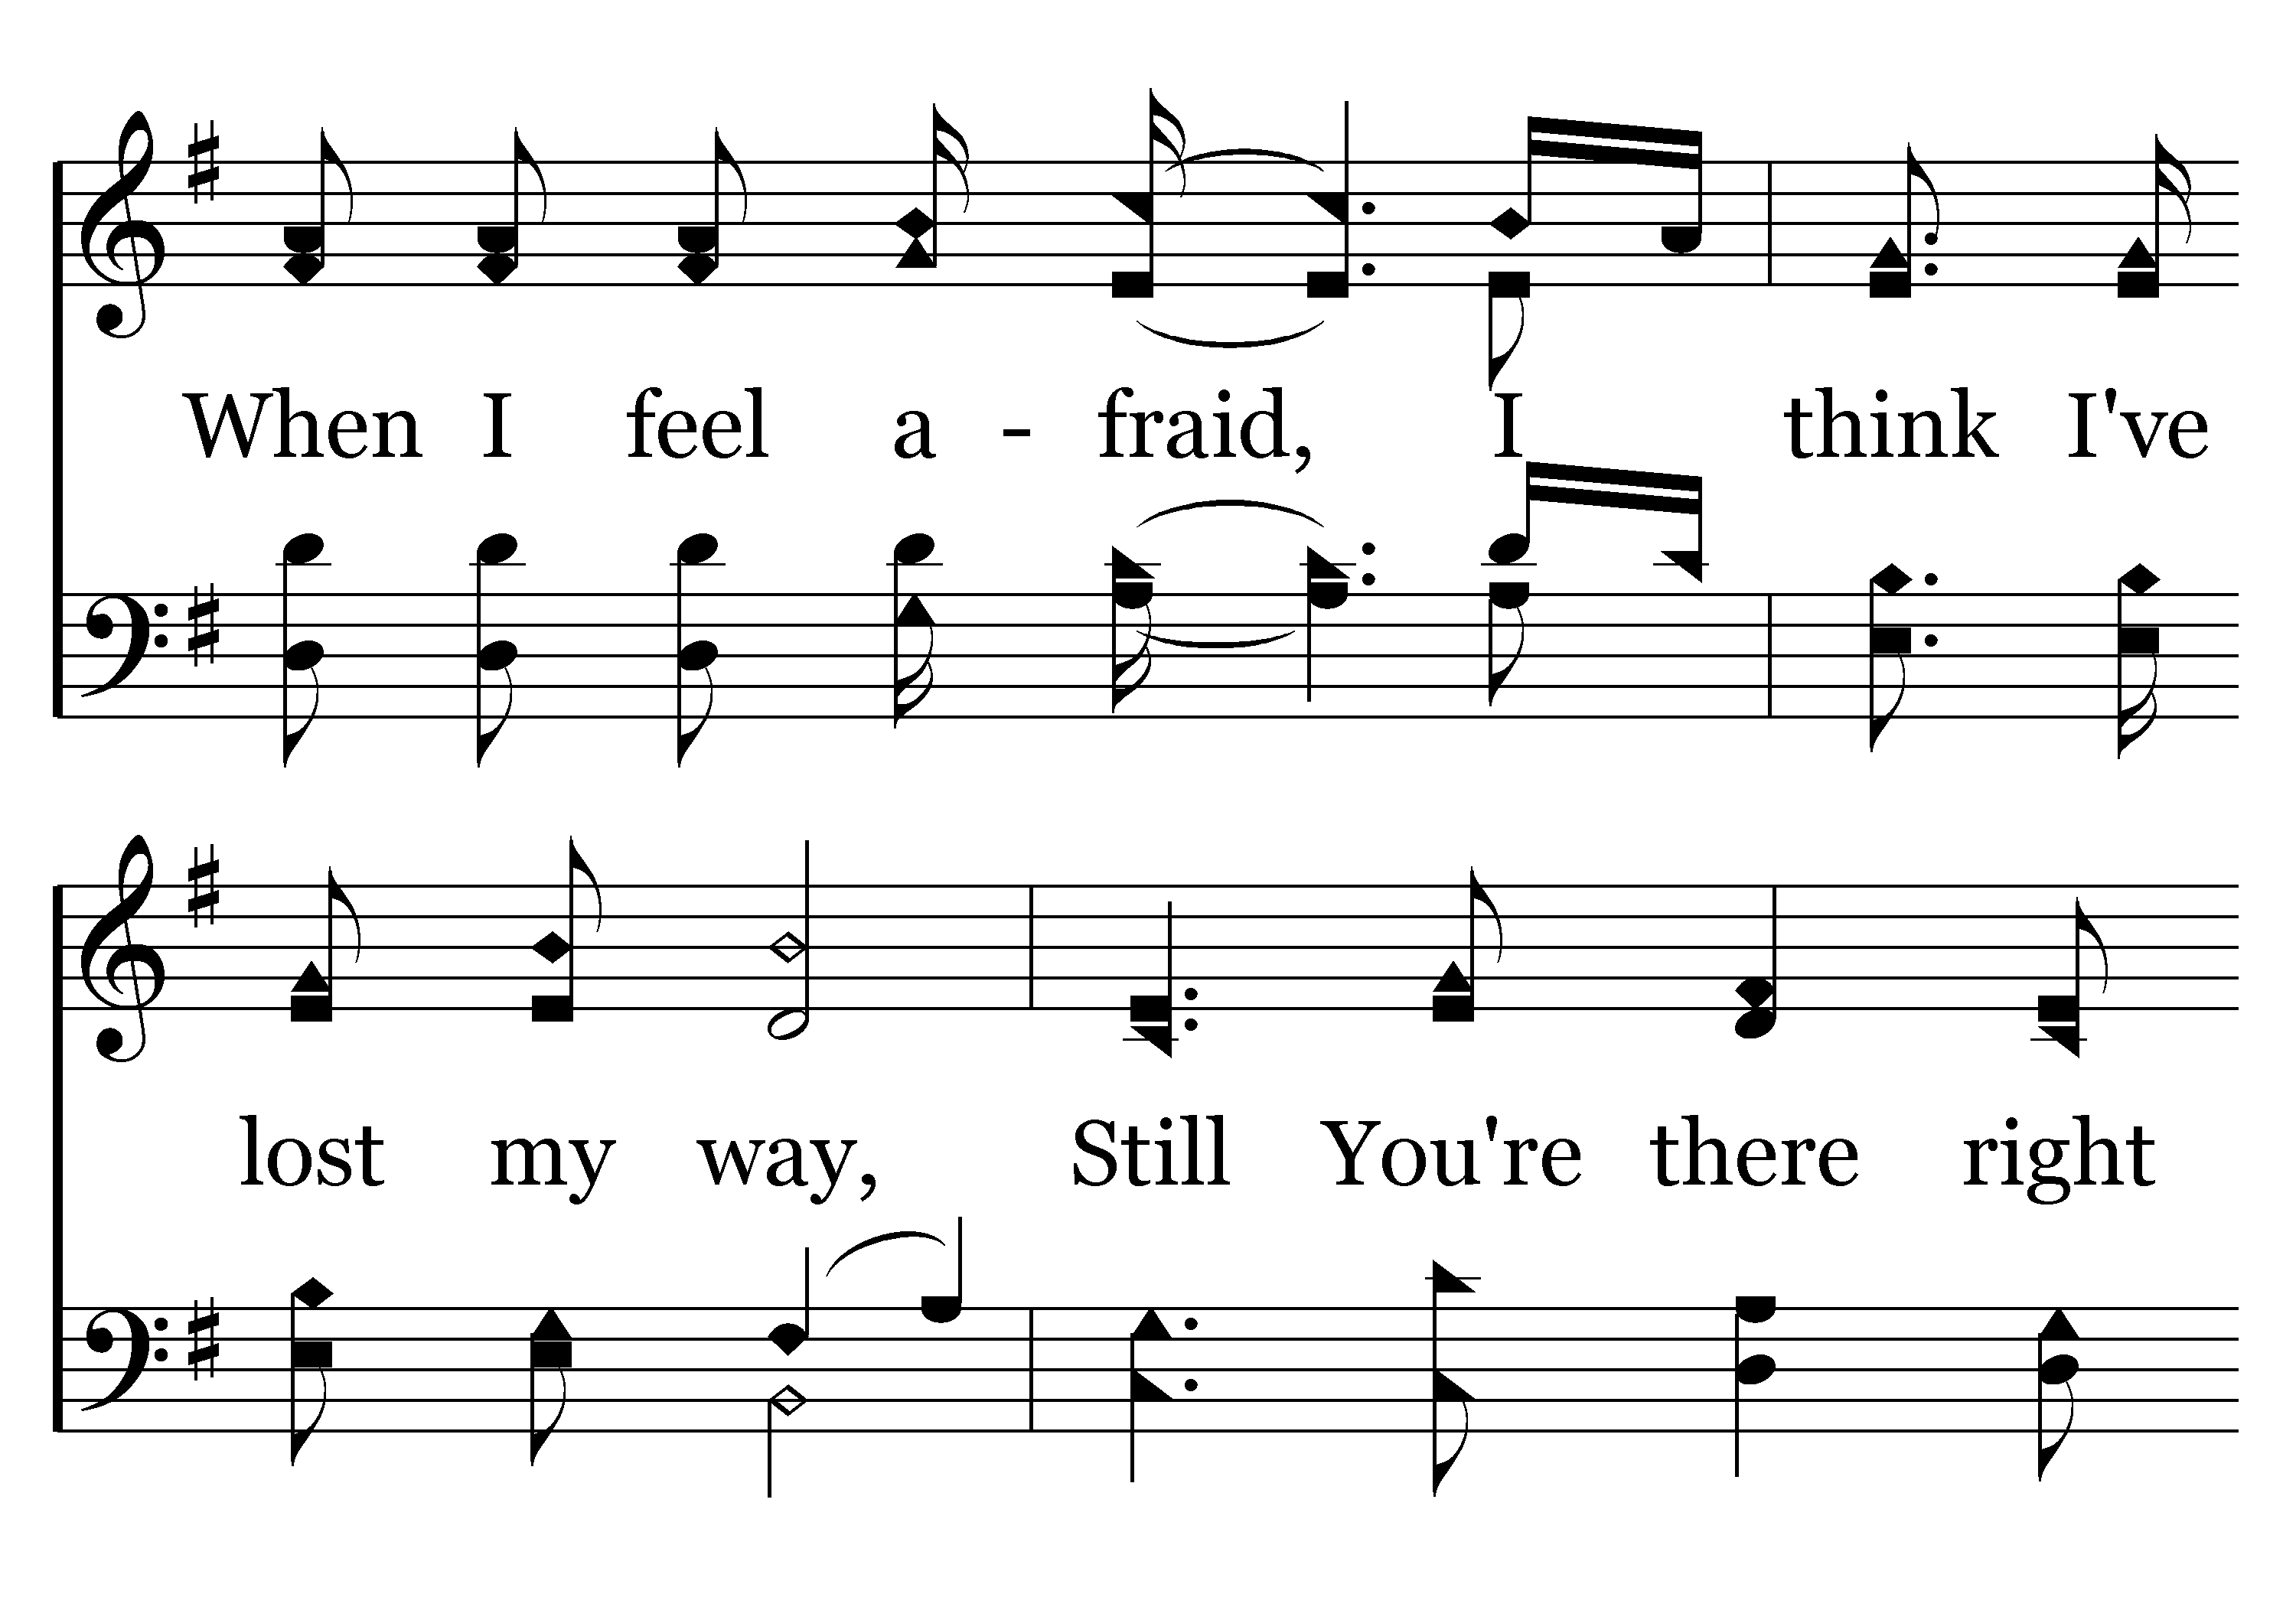 When I feel a - fraid, I think I've
lost my way, Still You're there right